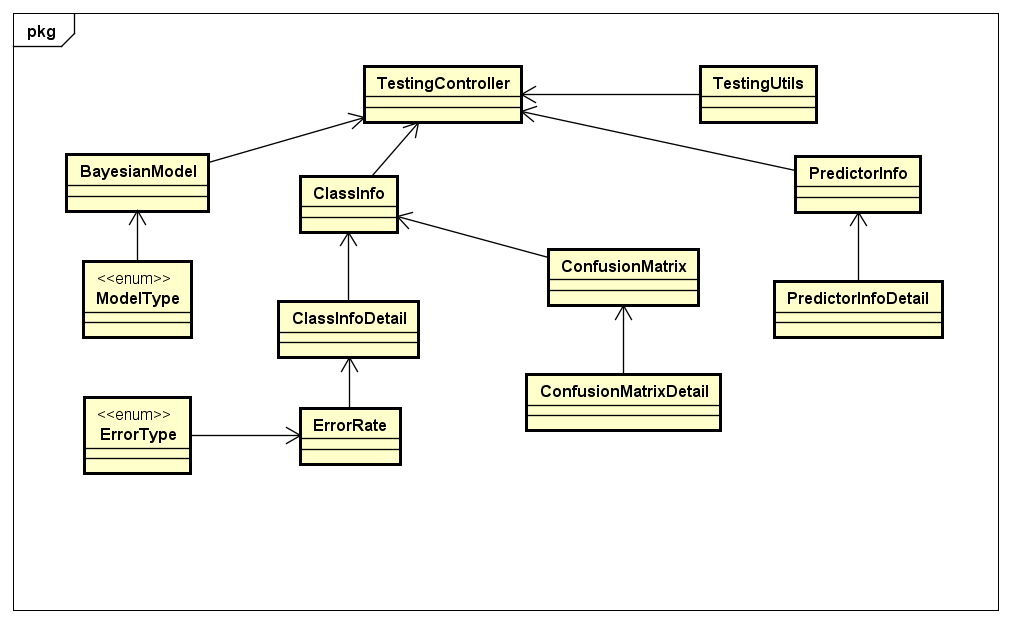 pkg
TestingController
TestingUtils
BayesianModel
ClassInfo
PredictorInfo
ConfusionMatrix
<<enum>>
ModelType
PredictorInfoDetail
ClassInfoDetail
ConfusionMatrixDetail
<<enum>>
ErrorType
ErrorRate